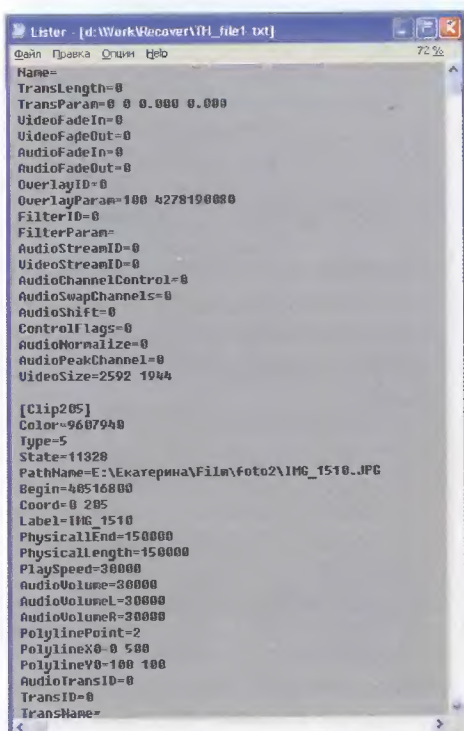 Lister - [d:\Work\Recover\TH_file1.txt]
Файл Правка Опции Help 72 %
Name=
TransLength=0
TransParam=0 0 0.000 0.000
VideoFadeIn=0
VideoFadeOut=0
AudioFadeIn=0
AudioFadeOut=0
OverlayID=0
OverlayParam=100 4278190080
FilterID=0
FilterParam=
AudioStreamID=0
VideoStreamID=0
AudioChannelControl=0
AudioSwapChannels=0
AudioShift=0
ControlFlags=0
AudioNormalize=0
AudioPeakChannel=0
VideoSize=2592 1944
[Clip205]
Color=9607940
Type=5
State=11328
PathName=E:\Екатерина\Film\foto2\IMG_1510.JPG
Begin=40516800
Coord=0 205
Label=IMG_1510
PhysicalEnd=150000
PhysicalLength=150000
PlaySpeed=30000
AudioVolume=30000
AudioVolumeL=30000
AudioVolumeR=30000
PolylinePoint=2
PolylineX0=0 500
PolylineY0=100 100
AudioTransID=0
TransID=0
TransName=